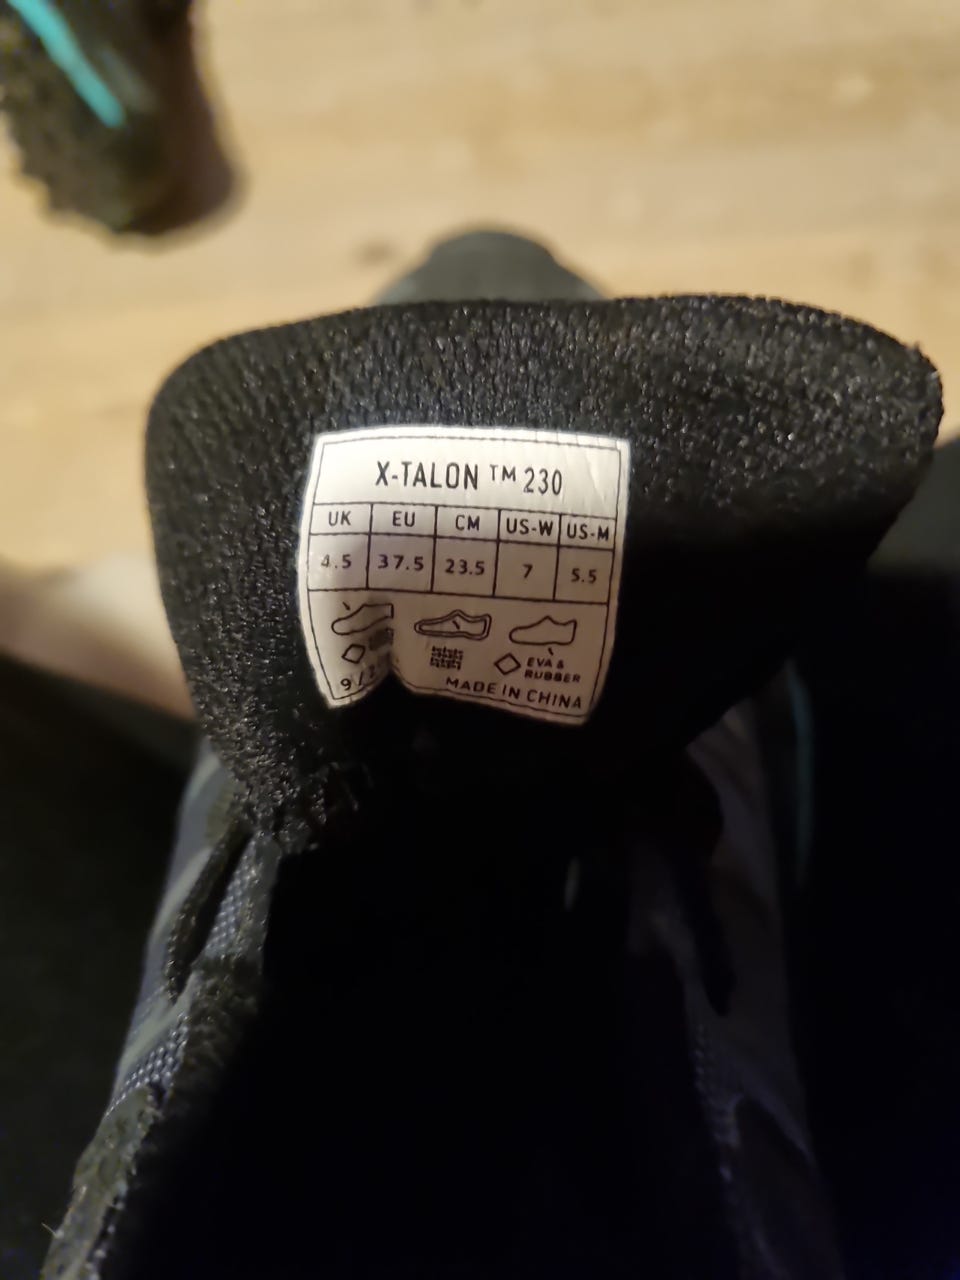 X-TALON ™ 230
UK EU CM US-W US-M
4.5 37.5 23.5 7 5.5
EVA &
RUBBER
MADE IN CHINA